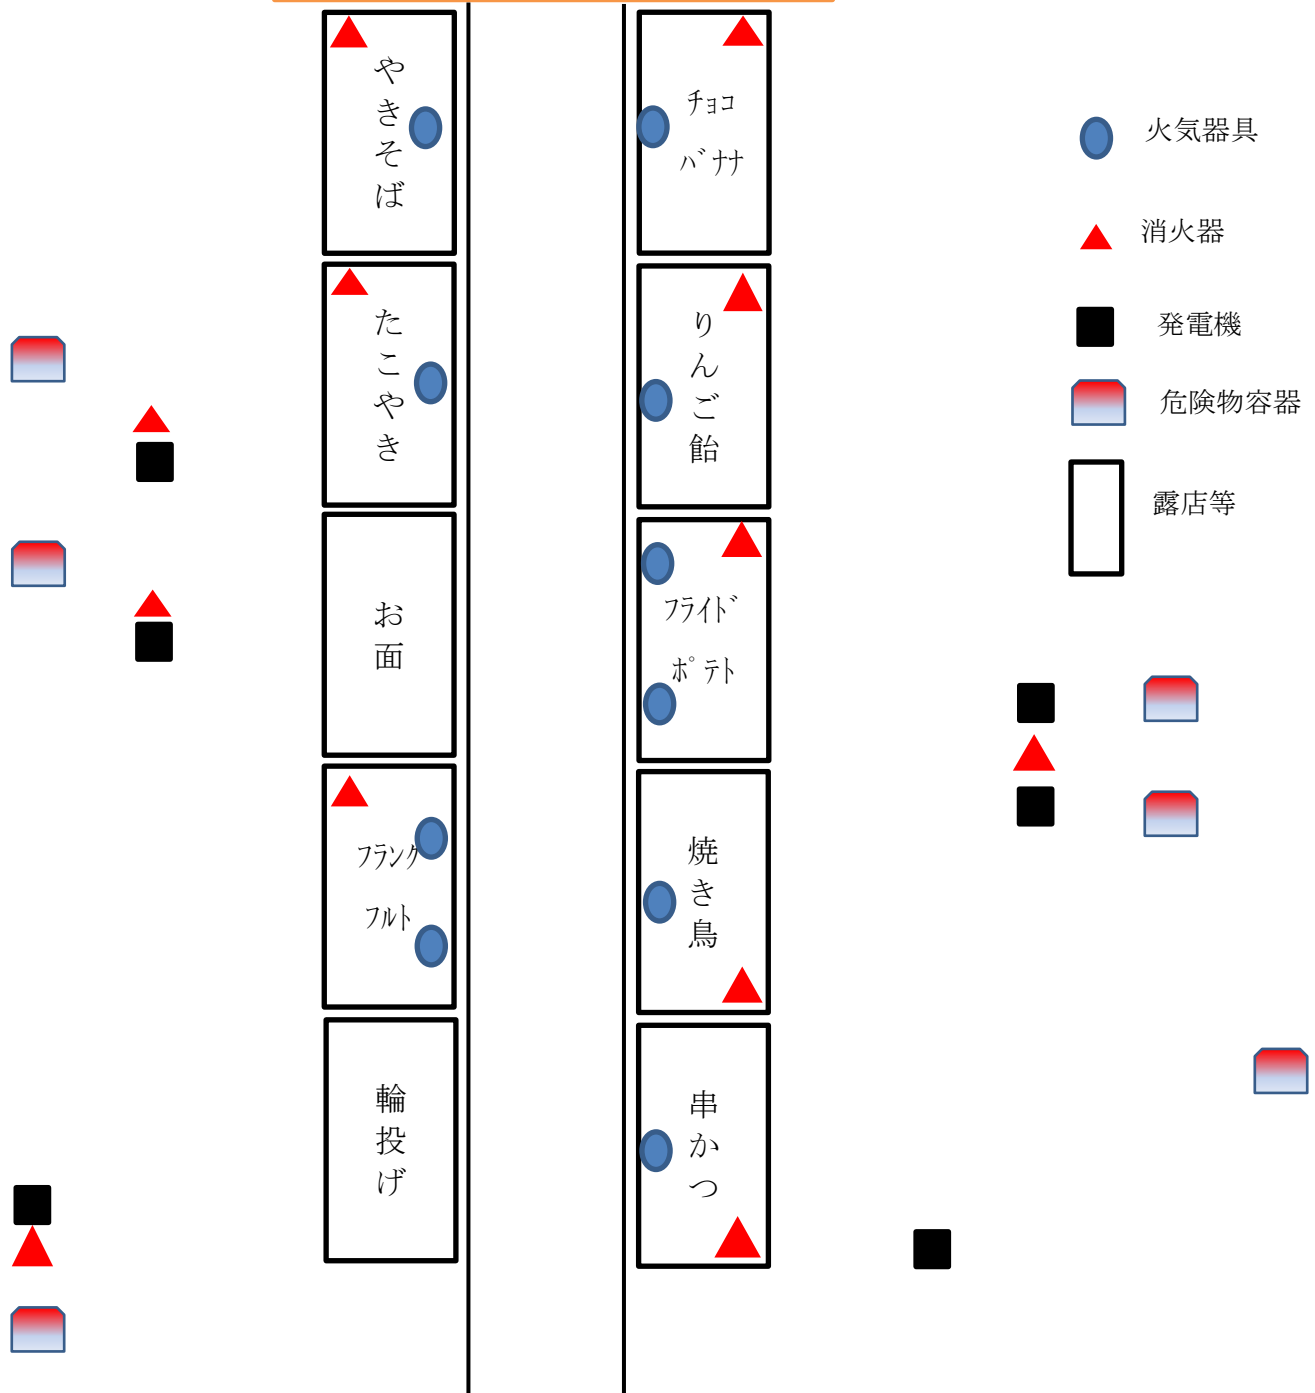 やきそば
たこやき
お面
フランク
フルト
輪投げ
チョコ
バナナ
りんご飴
フライド
ポテト
焼き鳥
串かつ
火気器具
消火器
発電機
危険物容器
露店等